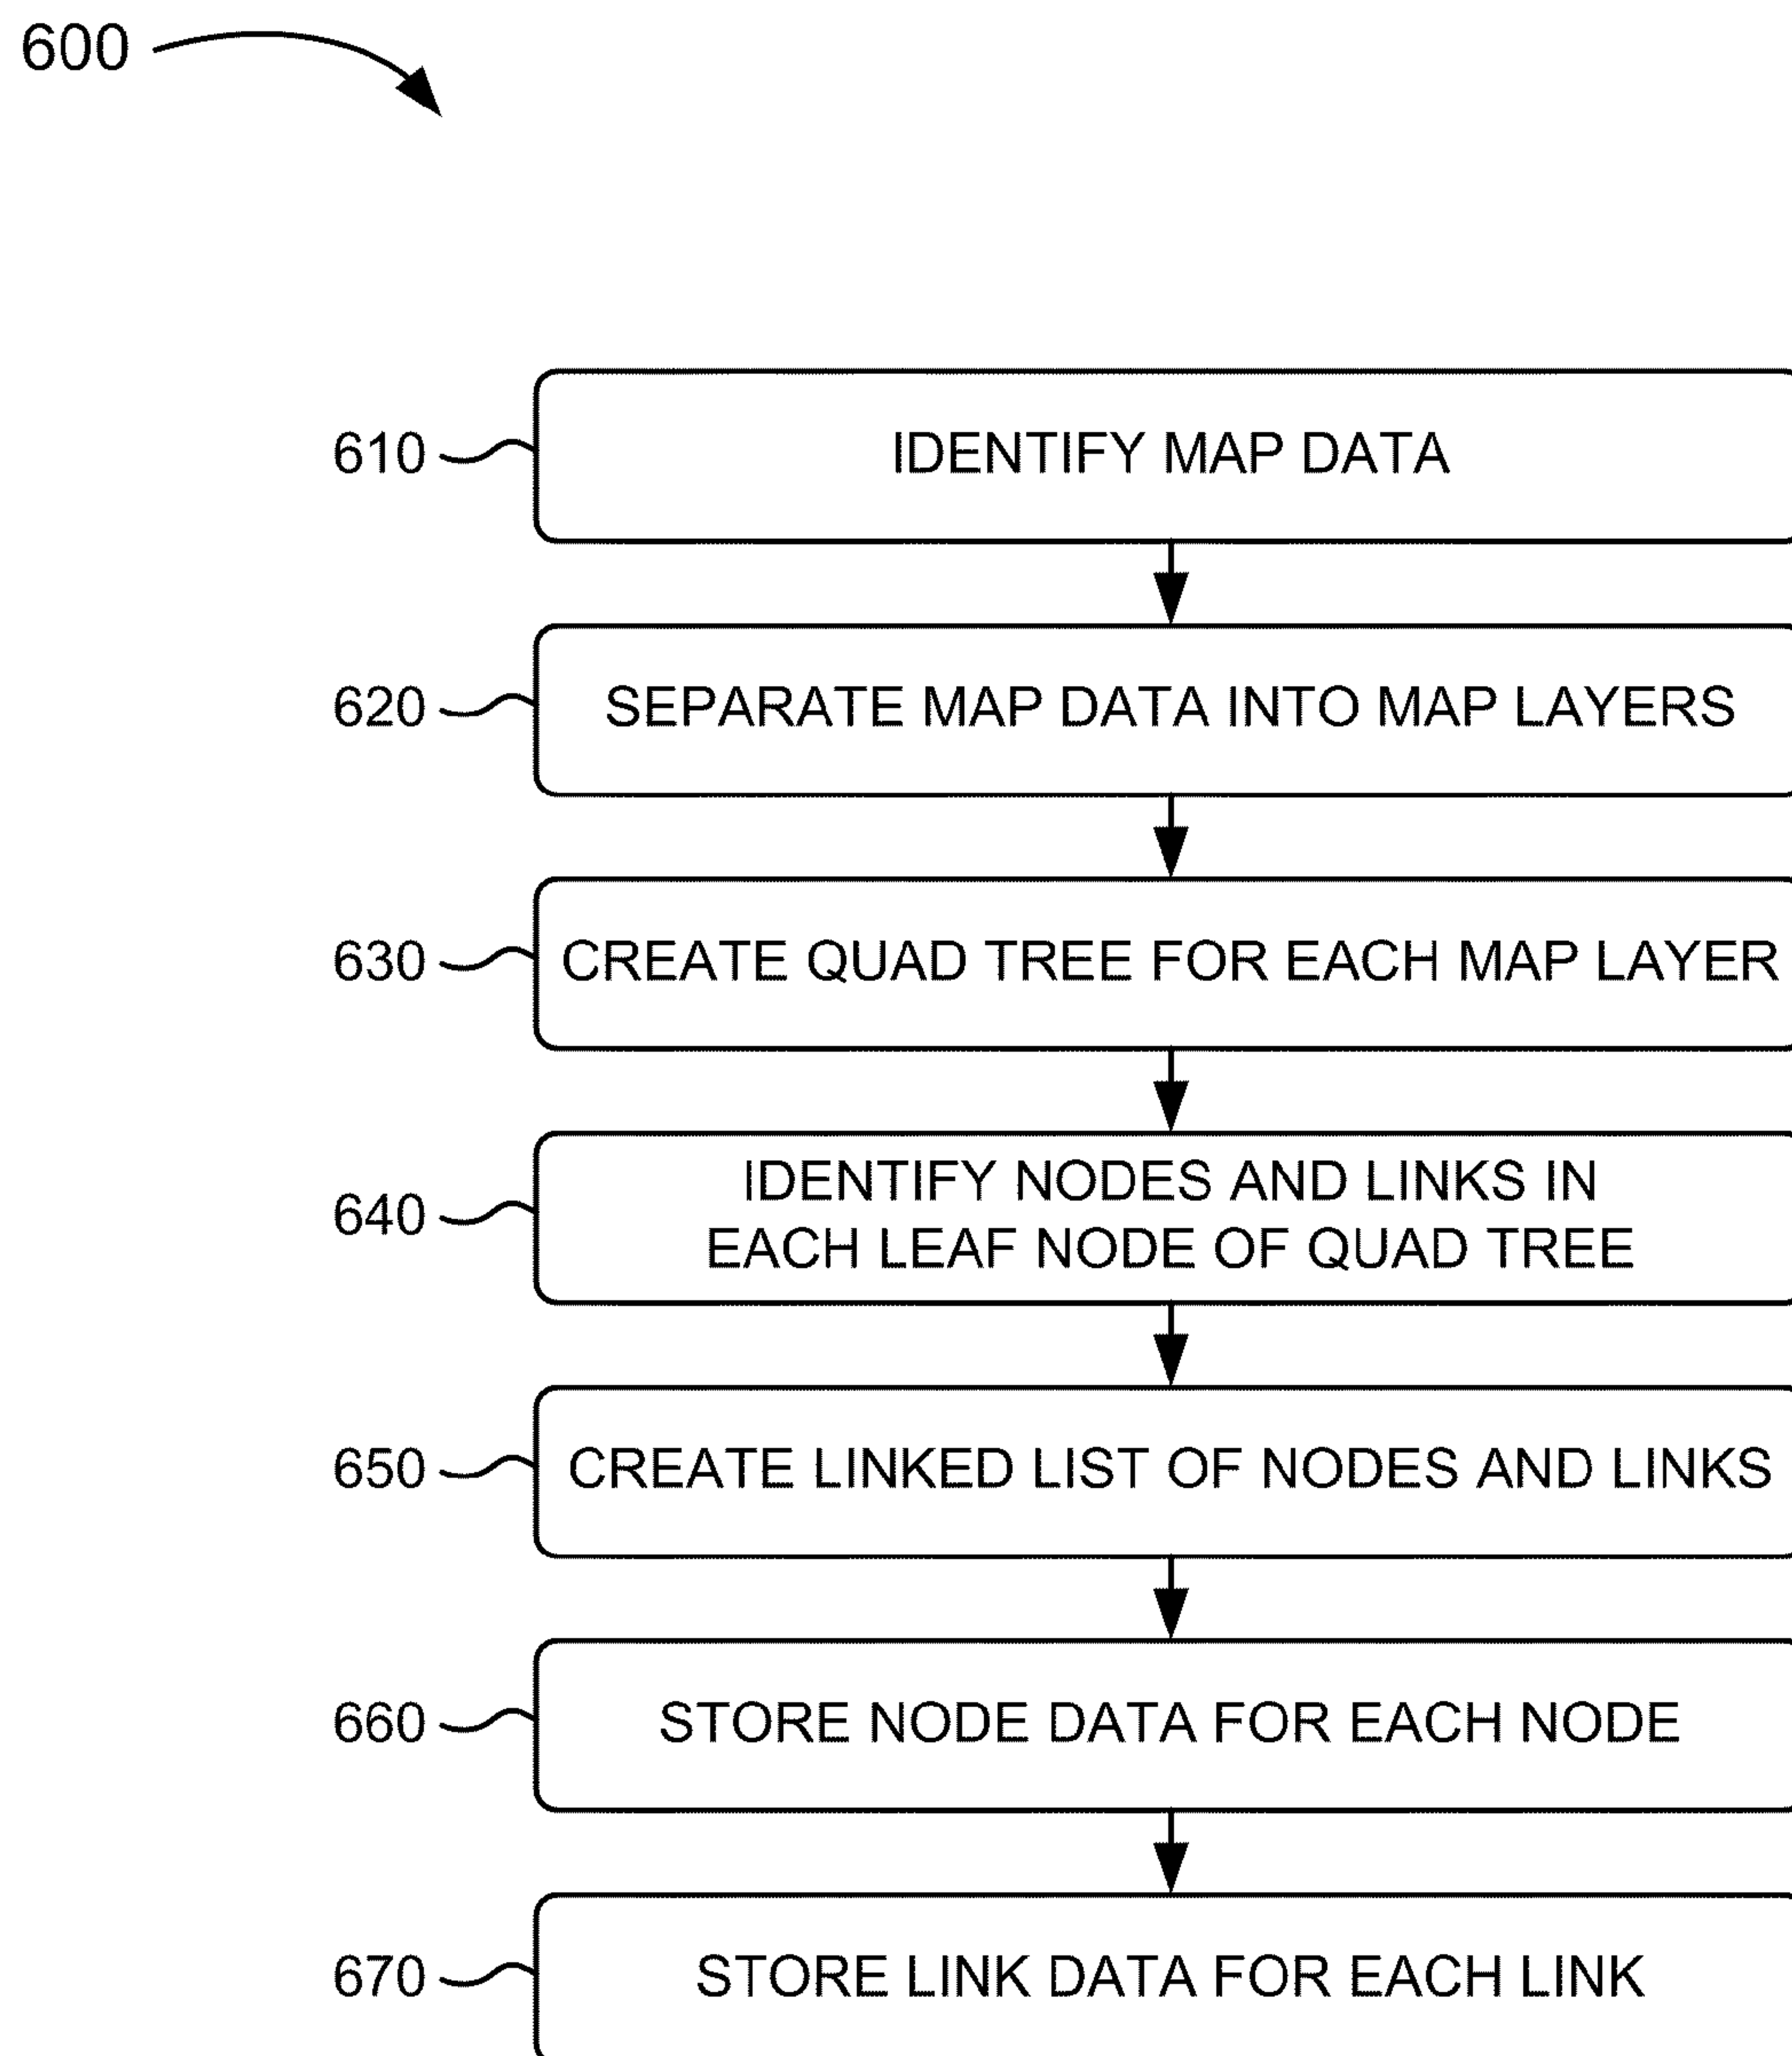 600
610
IDENTIFY MAP DATA
620
SEPARATE MAP DATA INTO MAP LAYERS
630
CREATE QUAD TREE FOR EACH MAP LAYER
640
IDENTIFY NODES AND LINKS IN
EACH LEAF NODE OF QUAD TREE
650
CREATE LINKED LIST OF NODES AND LINKS
660
STORE NODE DATA FOR EACH NODE
670
STORE LINK DATA FOR EACH LINK